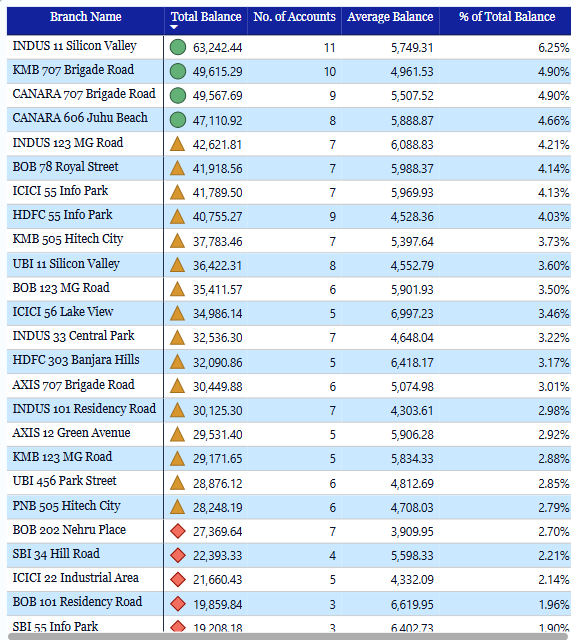 Branch Name Total Balance No. of Accounts Average Balance % of Total Balance
INDUS 11 Silicon Valley 63,242.44 11 5,749.31 6.25%
KMB 707 Brigade Road 49,615.29 10 4,961.53 4.90%
CANARA 707 Brigade Road 49,567.69 9 5,507.52 4.90%
CANARA 606 Juhu Beach 47,110.92 8 5,888.87 4.66%
INDUS 123 MG Road 42,621.81 7 6,088.83 4.21%
BOB 78 Royal Street 41,918.56 7 5,988.37 4.14%
ICICI 55 Info Park 41,789.50 7 5,969.93 4.13%
HDFC 55 Info Park 40,755.27 9 4,528.36 4.03%
KMB 505 Hitech City 37,783.46 7 5,397.64 3.73%
UBI 11 Silicon Valley 36,422.31 8 4,552.79 3.60%
BOB 123 MG Road 35,411.57 6 5,901.93 3.50%
ICICI 56 Lake View 34,986.14 5 6,997.23 3.46%
INDUS 33 Central Park 32,536.30 7 4,648.04 3.22%
HDFC 303 Banjara Hills 32,090.86 5 6,418.17 3.17%
AXIS 707 Brigade Road 30,449.88 6 5,074.98 3.01%
INDUS 101 Residency Road 30,125.30 7 4,303.61 2.98%
AXIS 12 Green Avenue 29,531.40 5 5,906.28 2.92%
KMB 123 MG Road 29,171.65 5 5,834.33 2.88%
UBI 456 Park Street 28,876.12 6 4,812.69 2.85%
PNB 505 Hitech City 28,248.19 6 4,708.03 2.79%
BOB 202 Nehru Place 27,369.64 7 3,909.95 2.70%
SBI 34 Hill Road 22,393.33 4 5,598.33 2.21%
ICICI 22 Industrial Area 21,660.43 5 4,332.09 2.14%
BOB 101 Residency Road 19,859.84 3 6,619.95 1.96%
SBI 55 Info Park 19,208.18 3 6,402.73 1.90%